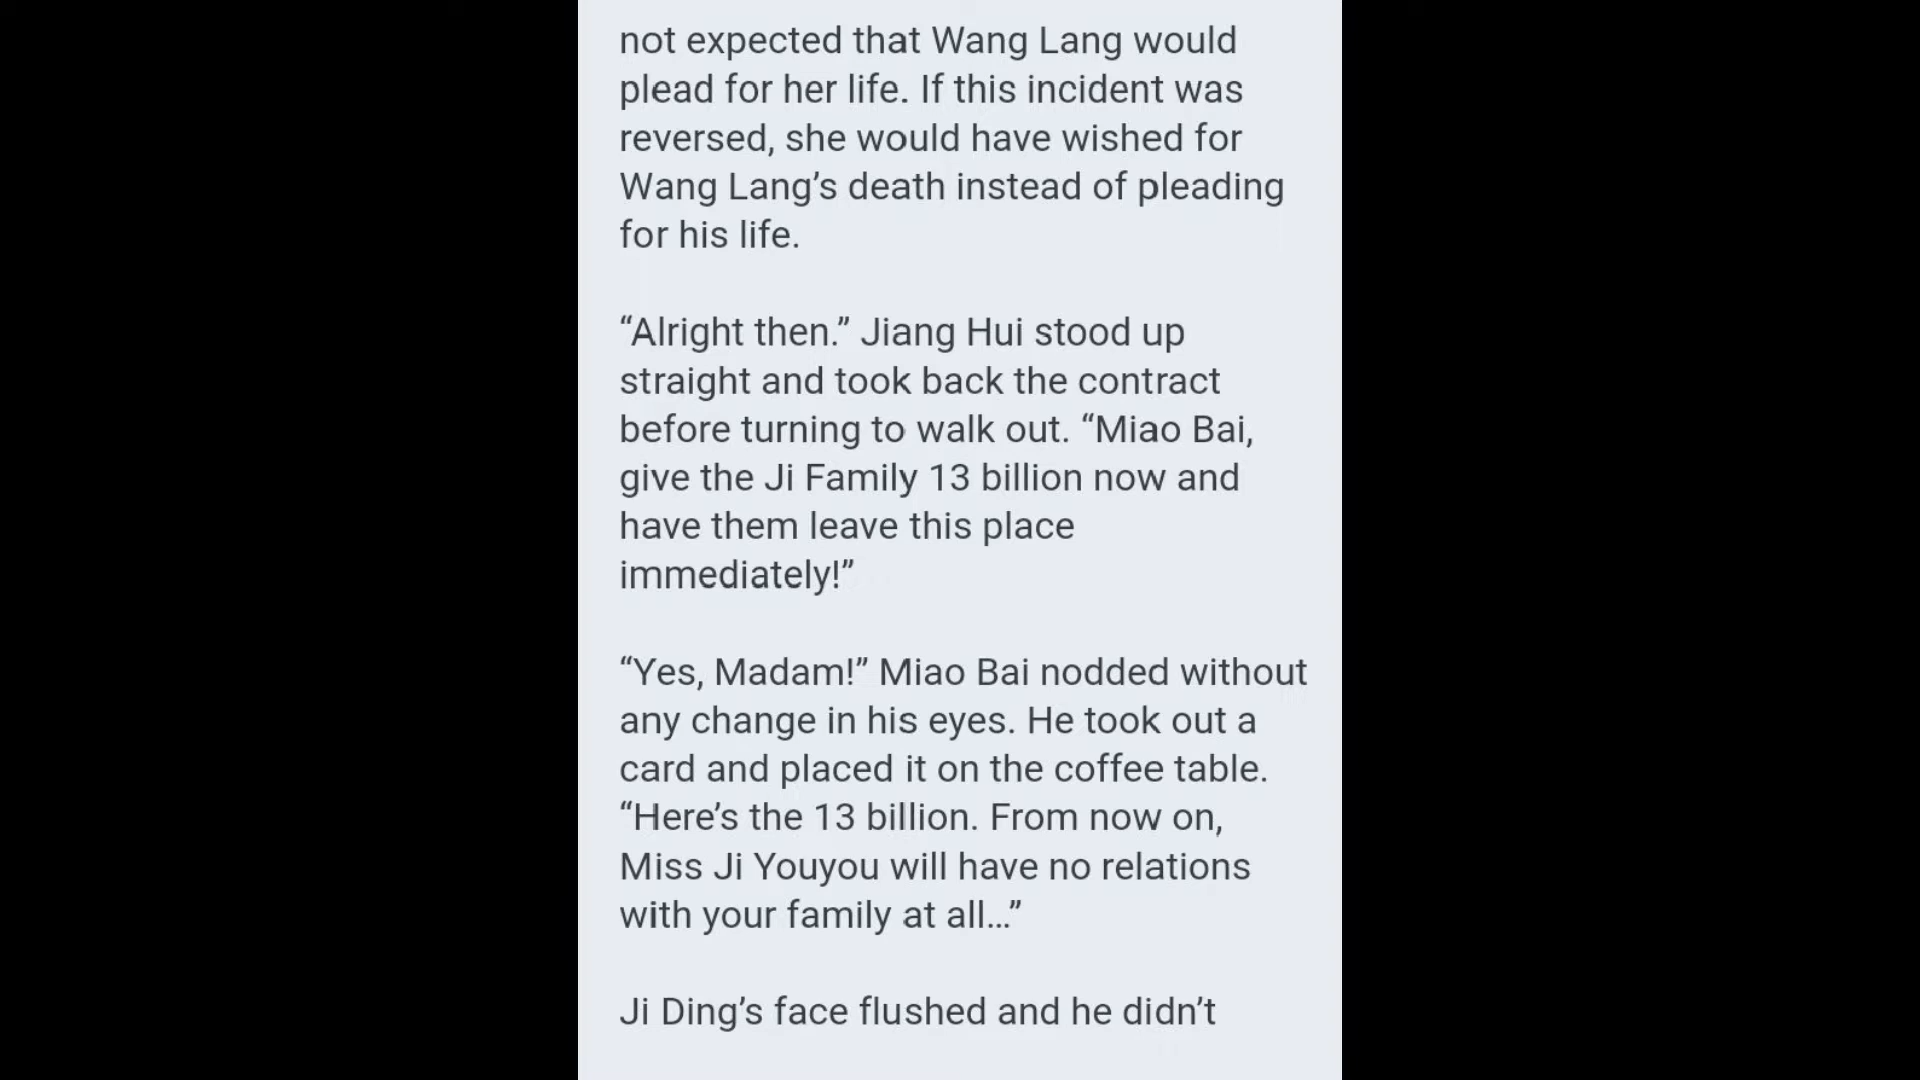 not expected that Wang Lang would
plead for her life. If this incident was
reversed, she would have wished for
Wang Lang’s death instead of pleading
for his life.
“Alright then.” Jiang Hui stood up
straight and took back the contract
before turning to walk out. “Miao Bai,
give the Ji Family 13 billion now and
have them leave this place
immediately!”
“Yes, Madam!” Miao Bai nodded without
any change in his eyes. He took out a
card and placed it on the coffee table.
“Here’s the 13 billion. From now on,
Miss Ji Youyou will have no relations
with your family at all…”
Ji Ding’s face flushed and he didn’t